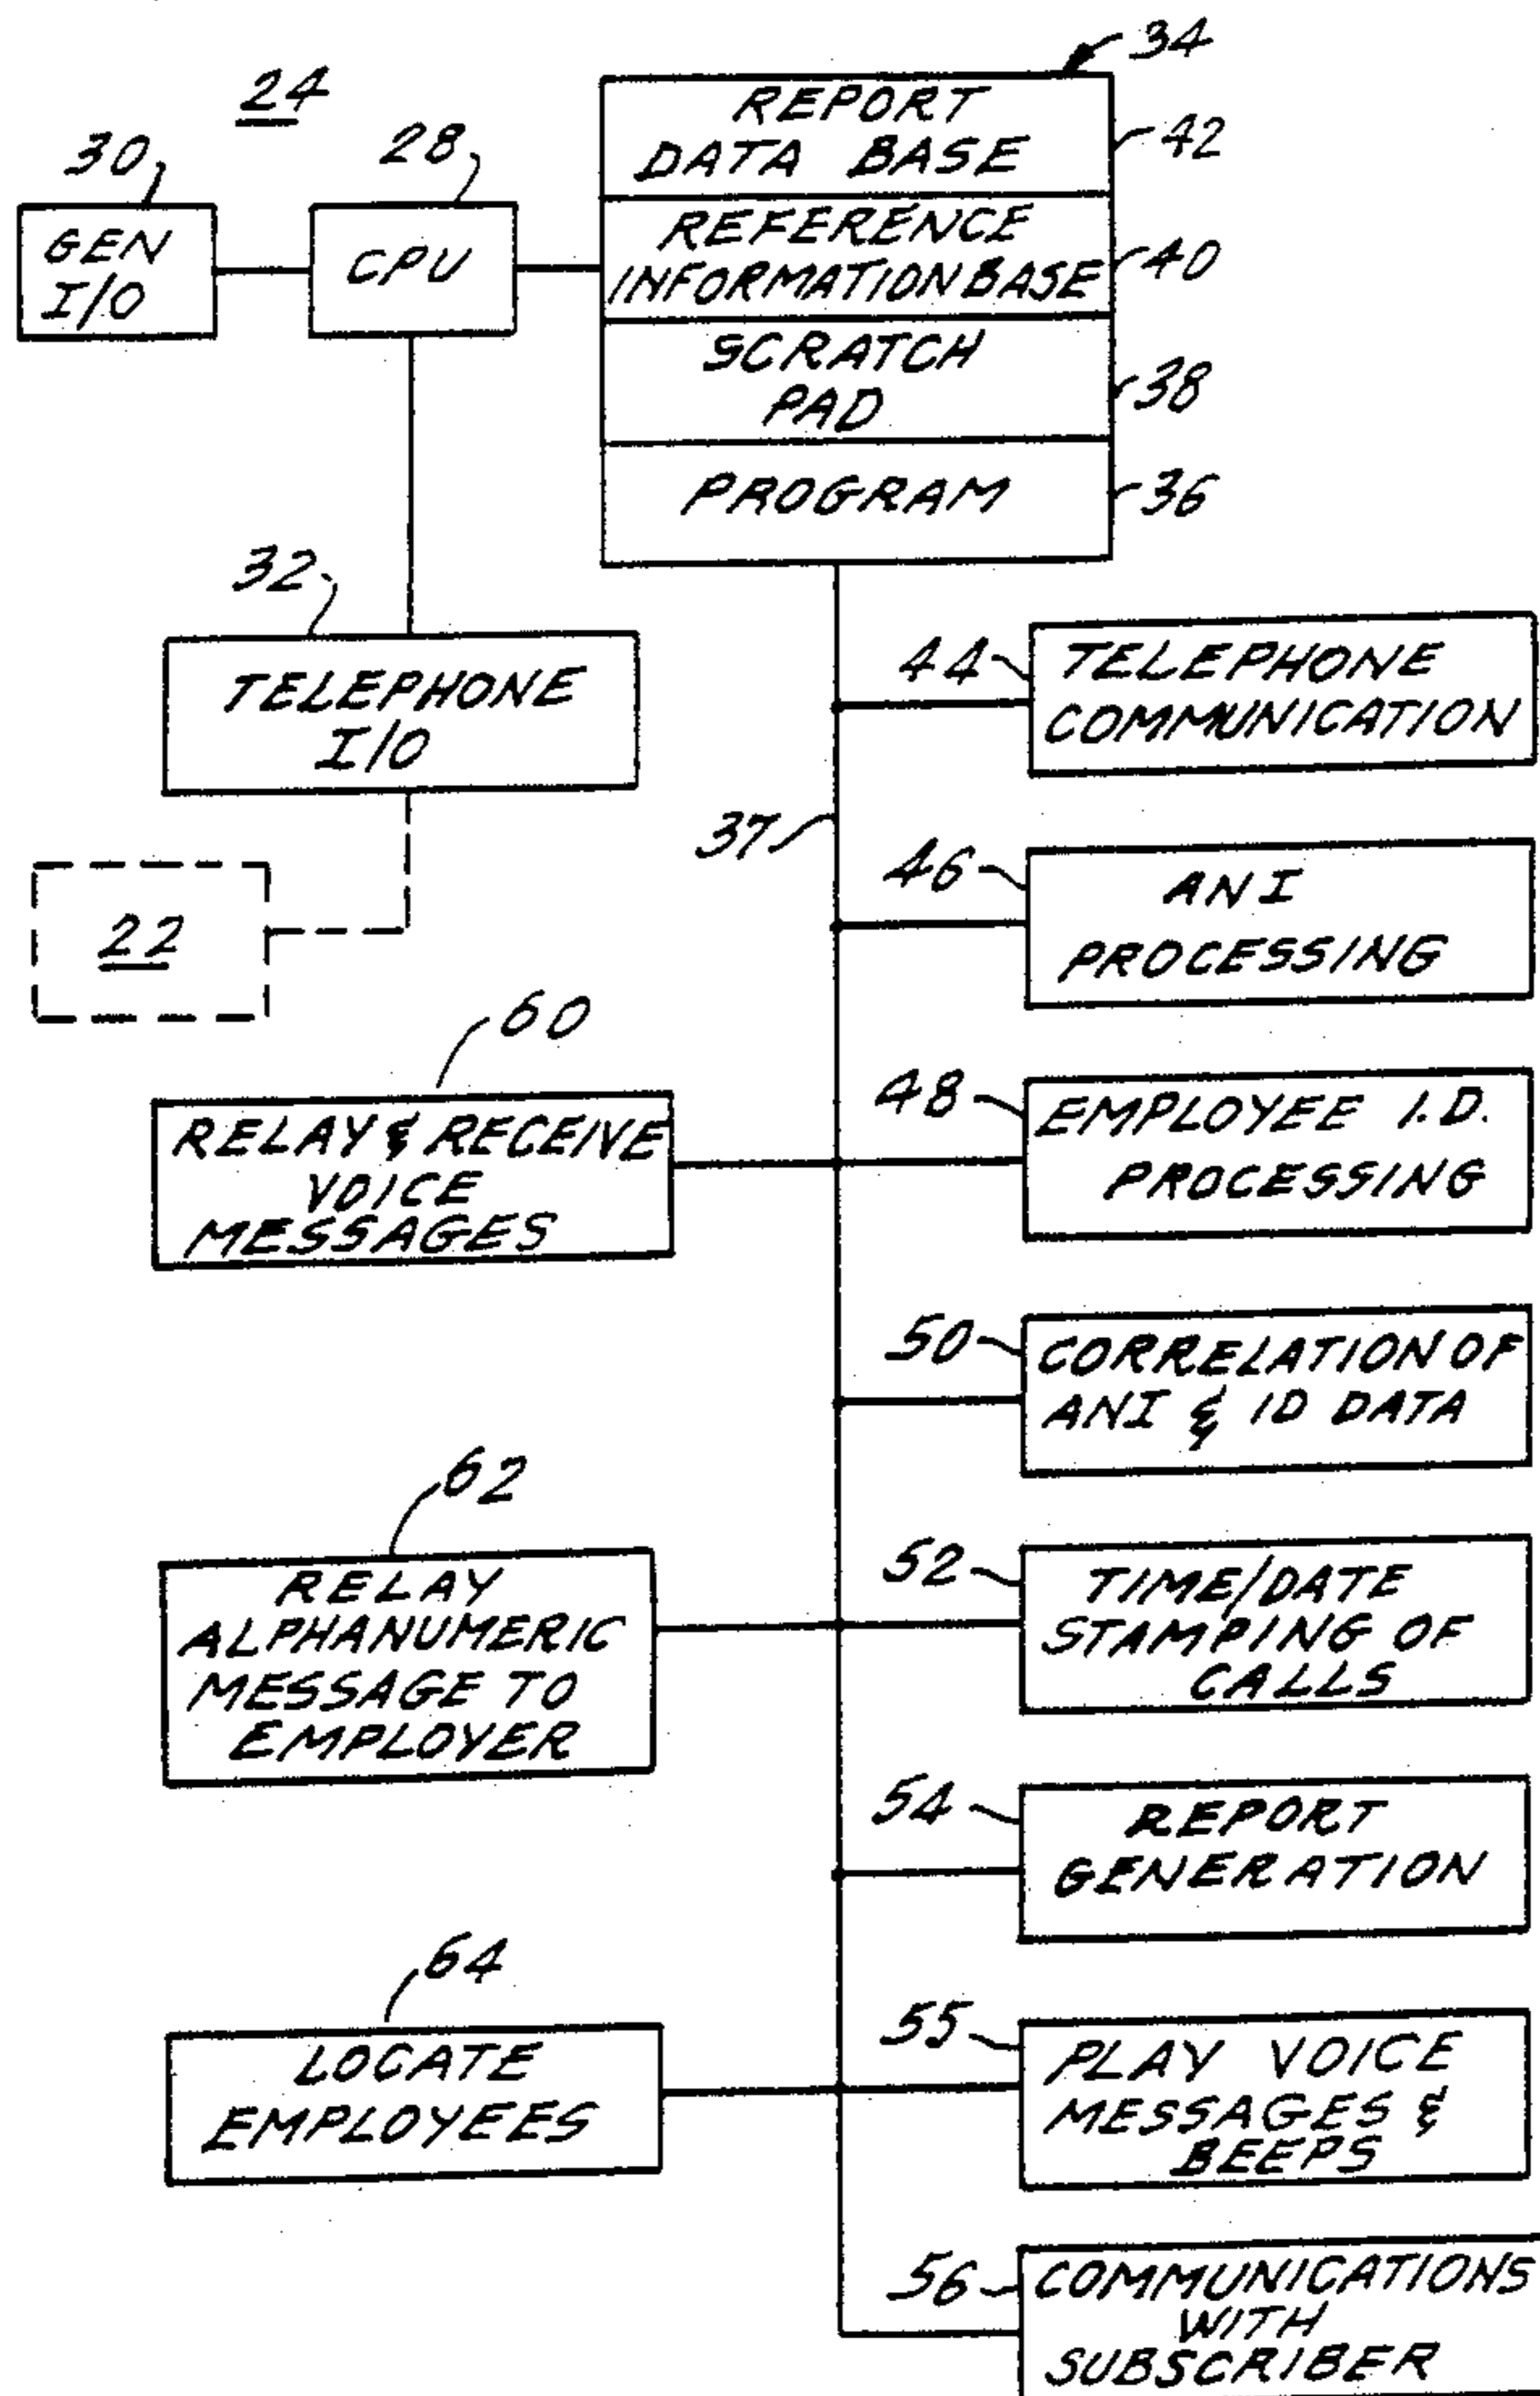 34
24
REPORT
DATA BASE
42
30
28
GEN
I/O
CPU
REFERENCE
INFORMATION BASE
40
SCRATCH
PAD
38
PROGRAM
36
32
TELEPHONE
I/O
44
TELEPHONE
COMMUNICATION
37
22
46
ANI
PROCESSING
60
RELAY & RECEIVE
VOICE
MESSAGES
48
EMPLOYEE I.D.
PROCESSING
50
CORRELATION OF
ANI & ID DATA
62
RELAY
ALPHANUMERIC
MESSAGE TO
EMPLOYER
52
TIME/DATE
STAMPING OF
CALLS
54
REPORT
GENERATION
64
LOCATE
EMPLOYEES
55
PLAY VOICE
MESSAGES &
BEEPS
56
COMMUNICATIONS
WITH
SUBSCRIBER